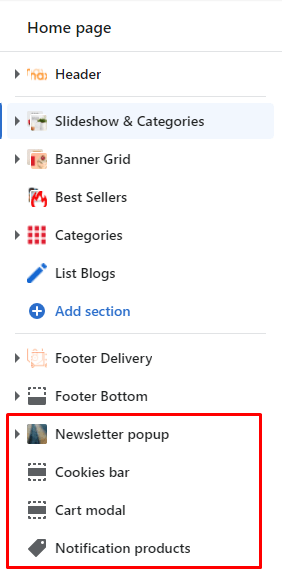 Home page
Header
Slideshow & Categories
Banner Grid
Best Sellers
Categories
List Blogs
Add section
Footer Delivery
Footer Bottom
Newsletter popup
Cookies bar
Cart modal
Notification products